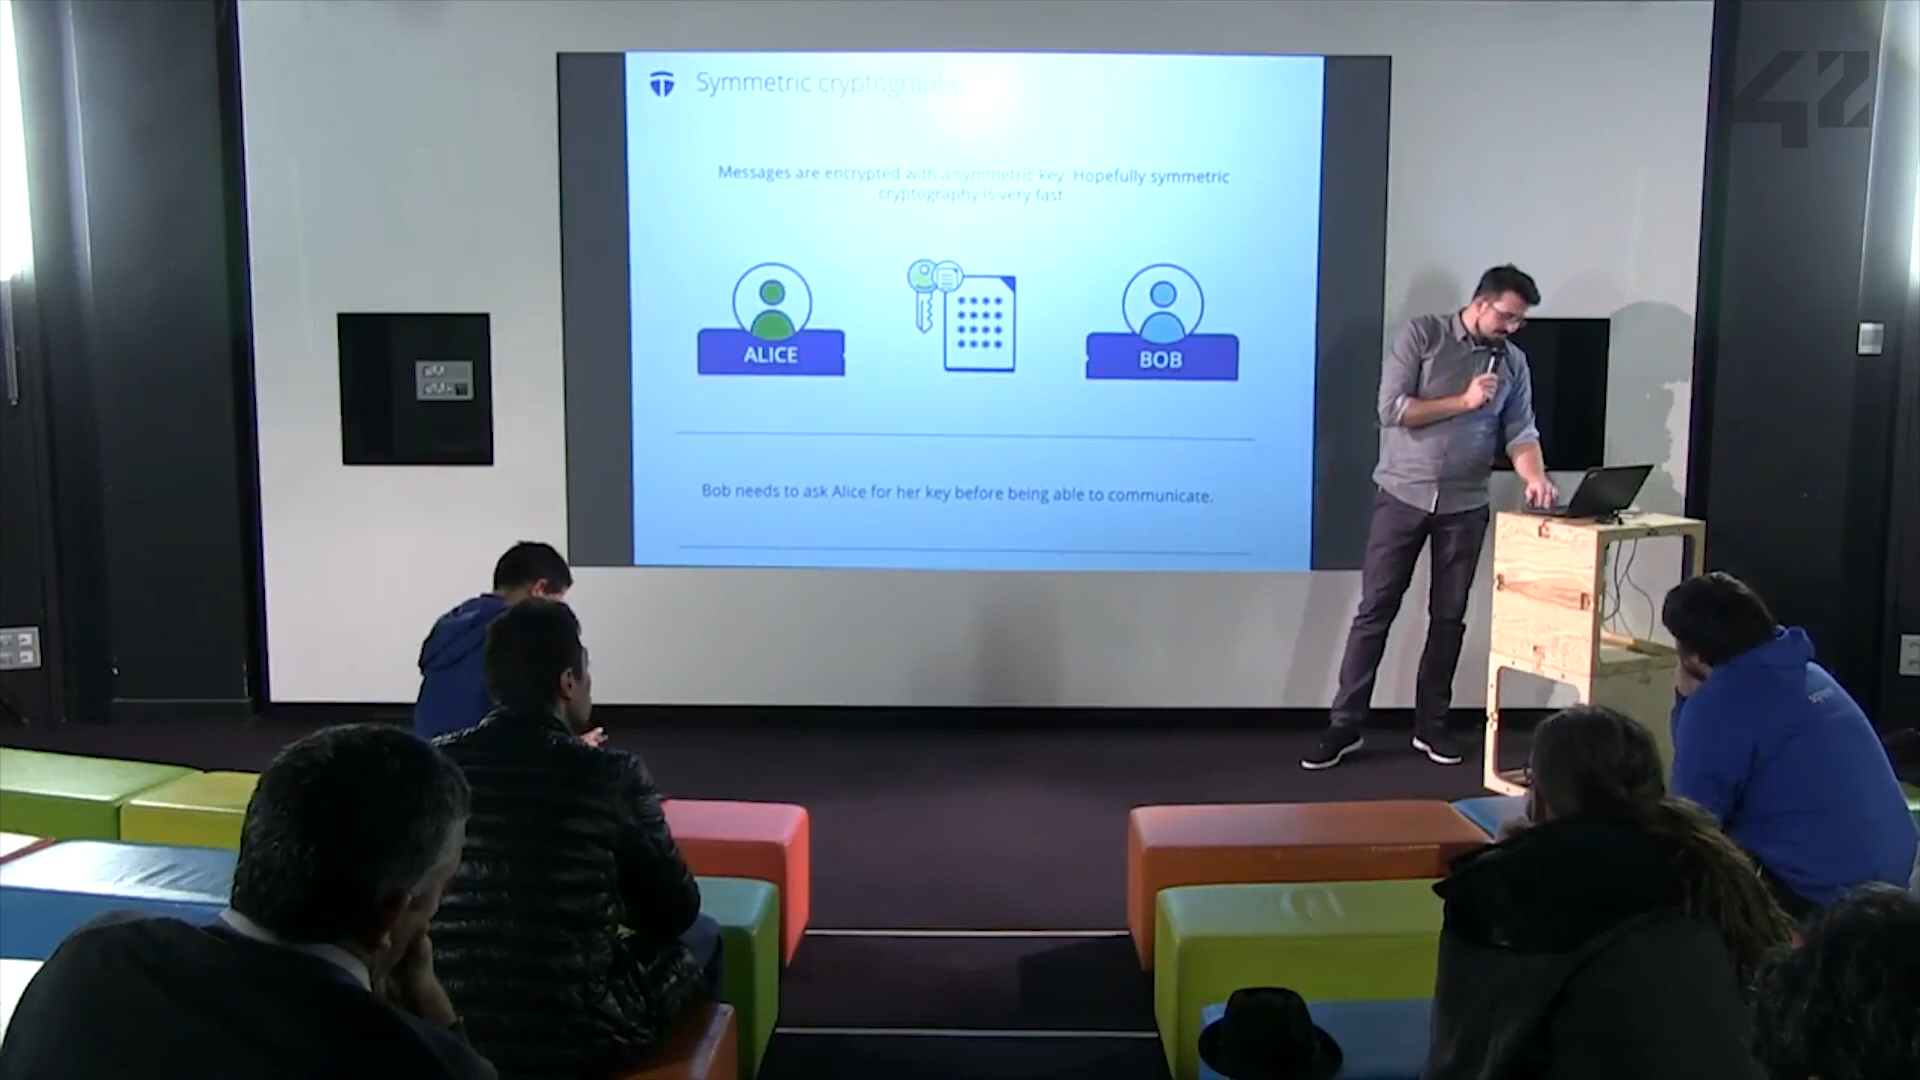 42
Symmetric cryptography
Messages are encrypted with a symmetric key. Hopefully symmetric
cryptography is very fast.
ALICE
BOB
Bob needs to ask Alice for her key before being able to communicate.